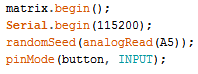 matrix.begin();
Serial.begin(115200);
randomSeed(analogRead(A5));
pinMode(button, INPUT);